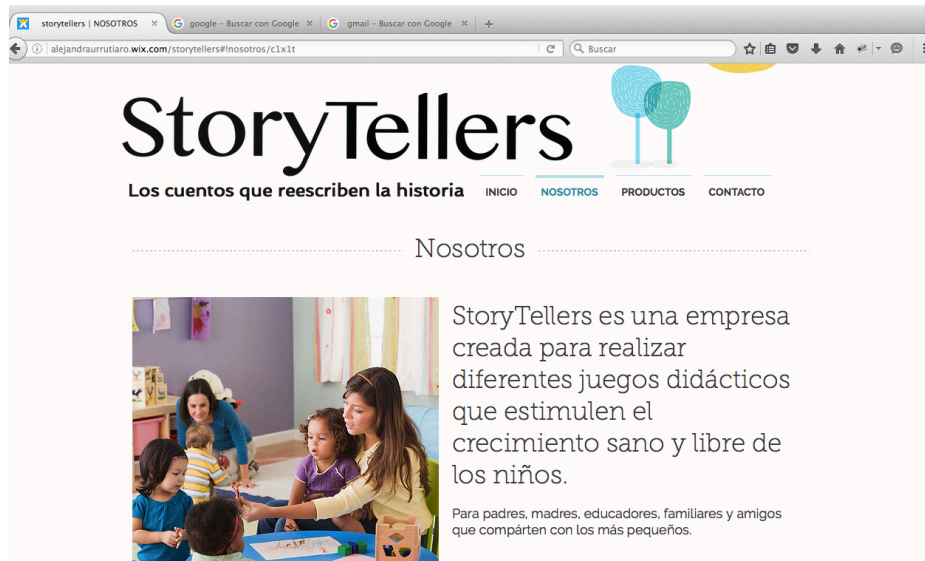 storytellers | NOSOTROS × google - Buscar con Google × gmail - Buscar con Google × +
alejandraurrutiaro.wix.com/storytellers#!nosotros/c1x1t Buscar
StoryTellers
Los cuentos que reescriben la historia INICIO NOSOTROS PRODUCTOS CONTACTO
Nosotros
StoryTellers es una empresa
creada para realizar
diferentes juegos didácticos
que estimulen el
crecimiento sano y libre de
los niños.
Para padres, madres, educadores, familiares y amigos
que compárten con los más pequeños.